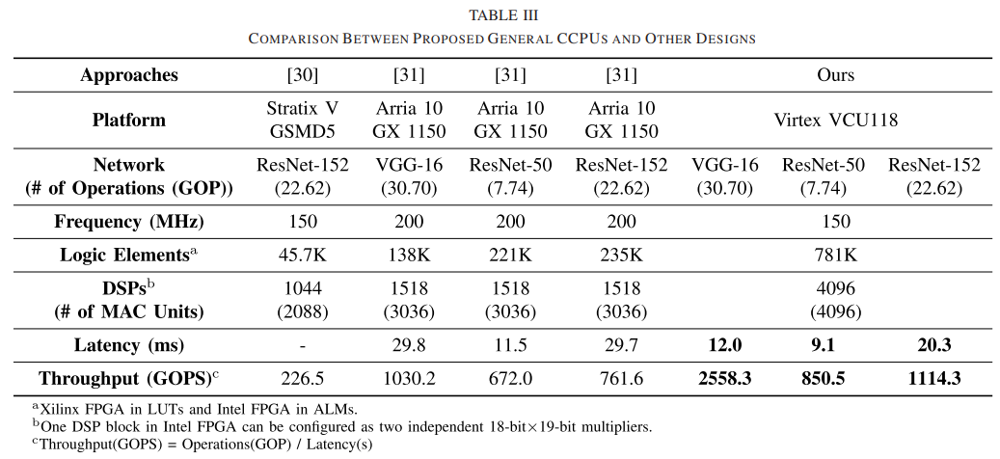 TABLE III
COMPARISON BETWEEN PROPOSED GENERAL CCPUS AND OTHER DESIGNS
Approaches [30] [31] [31] [31] Ours
Platform Stratix V GSMD5 Arria 10 GX 1150 Arria 10 GX 1150 Arria 10 GX 1150 Virtex VCU118
Network ResNet-152 VGG-16 ResNet-50 ResNet-152 VGG-16 ResNet-50 ResNet-152
(# of Operations (GOP)) (22.62) (30.70) (7.74) (22.62) (30.70) (7.74) (22.62)
Frequency (MHz) 150 200 200 200 150
Logic Elementsᵃ 45.7K 138K 221K 235K 781K
DSPsᵇ 1044 1518 1518 1518 4096
(# of MAC Units) (2088) (3036) (3036) (3036) (4096)
Latency (ms) - 29.8 11.5 29.7 12.0 9.1 20.3
Throughput (GOPS)ᶜ 226.5 1030.2 672.0 761.6 2558.3 850.5 1114.3
ᵃXilinx FPGA in LUTs and Intel FPGA in ALMs.
ᵇOne DSP block in Intel FPGA can be configured as two independent 18-bit×19-bit multipliers.
ᶜThroughput(GOPS) = Operations(GOP) / Latency(s)